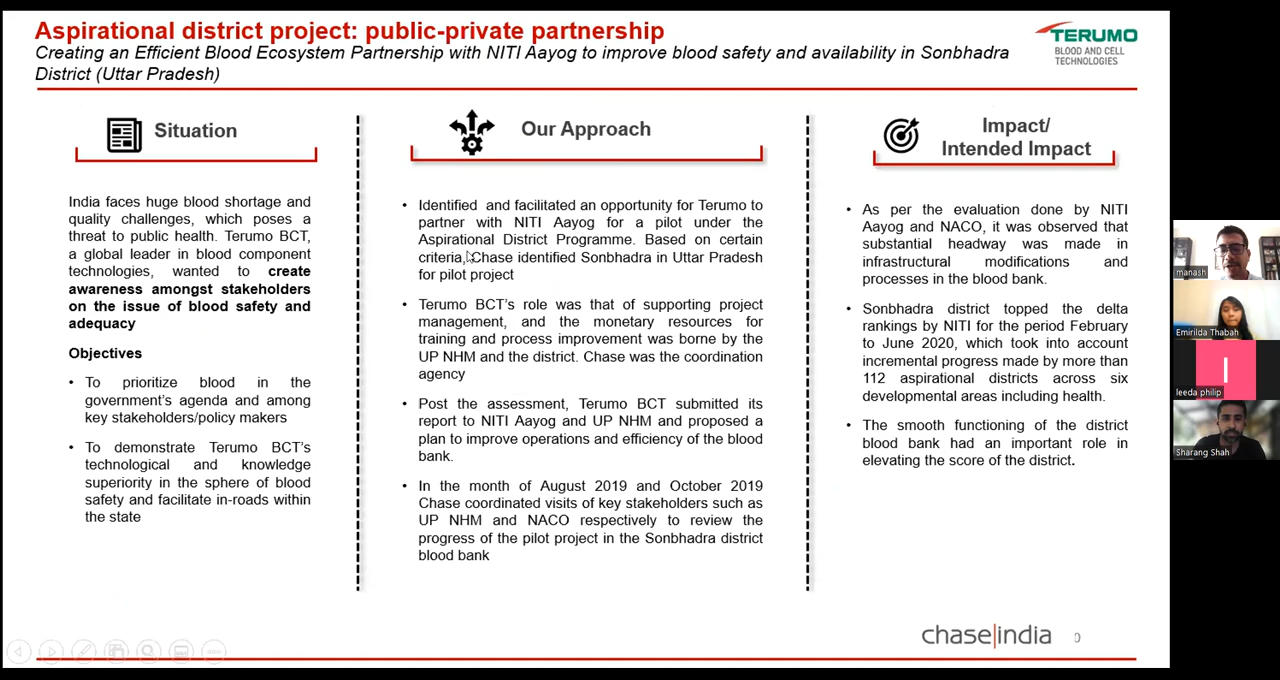 Aspirational district project: public-private partnership
Creating an Efficient Blood Ecosystem Partnership with NITI Aayog to improve blood safety and availability in Sonbhadra
District (Uttar Pradesh)
TERUMO
BLOOD AND CELL
TECHNOLOGIES
Situation
India faces huge blood shortage and
quality challenges, which poses a
threat to public health. Terumo BCT,
a global leader in blood component
technologies, wanted to create
awareness amongst stakeholders
on the issue of blood safety and
adequacy
Objectives
• To prioritize blood in the
government's agenda and among
key stakeholders/policy makers
• To demonstrate Terumo BCT's
technological and knowledge
superiority in the sphere of blood
safety and facilitate in-roads within
the state
Our Approach
• Identified and facilitated an opportunity for Terumo to
partner with NITI Aayog for a pilot under the
Aspirational District Programme. Based on certain
criteria, Chase identified Sonbhadra in Uttar Pradesh
for pilot project
• Terumo BCT's role was that of supporting project
management, and the monetary resources for
training and process improvement was borne by the
UP NHM and the district. Chase was the coordination
agency
• Post the assessment, Terumo BCT submitted its
report to NITI Aayog and UP NHM and proposed a
plan to improve operations and efficiency of the blood
bank.
• In the month of August 2019 and October 2019
Chase coordinated visits of key stakeholders such as
UP NHM and NACO respectively to review the
progress of the pilot project in the Sonbhadra district
blood bank
Impact/
Intended Impact
• As per the evaluation done by NITI
Aayog and NACO, it was observed that
substantial headway was made in
infrastructural modifications and
processes in the blood bank.
• Sonbhadra district topped the delta
rankings by NITI for the period February
to June 2020, which took into account
incremental progress made by more than
112 aspirational districts across six
developmental areas including health.
• The smooth functioning of the district
blood bank had an important role in
elevating the score of the district.
chase|india
manash
Emirilda Thabah
I
leeda philip
Sharang Shah